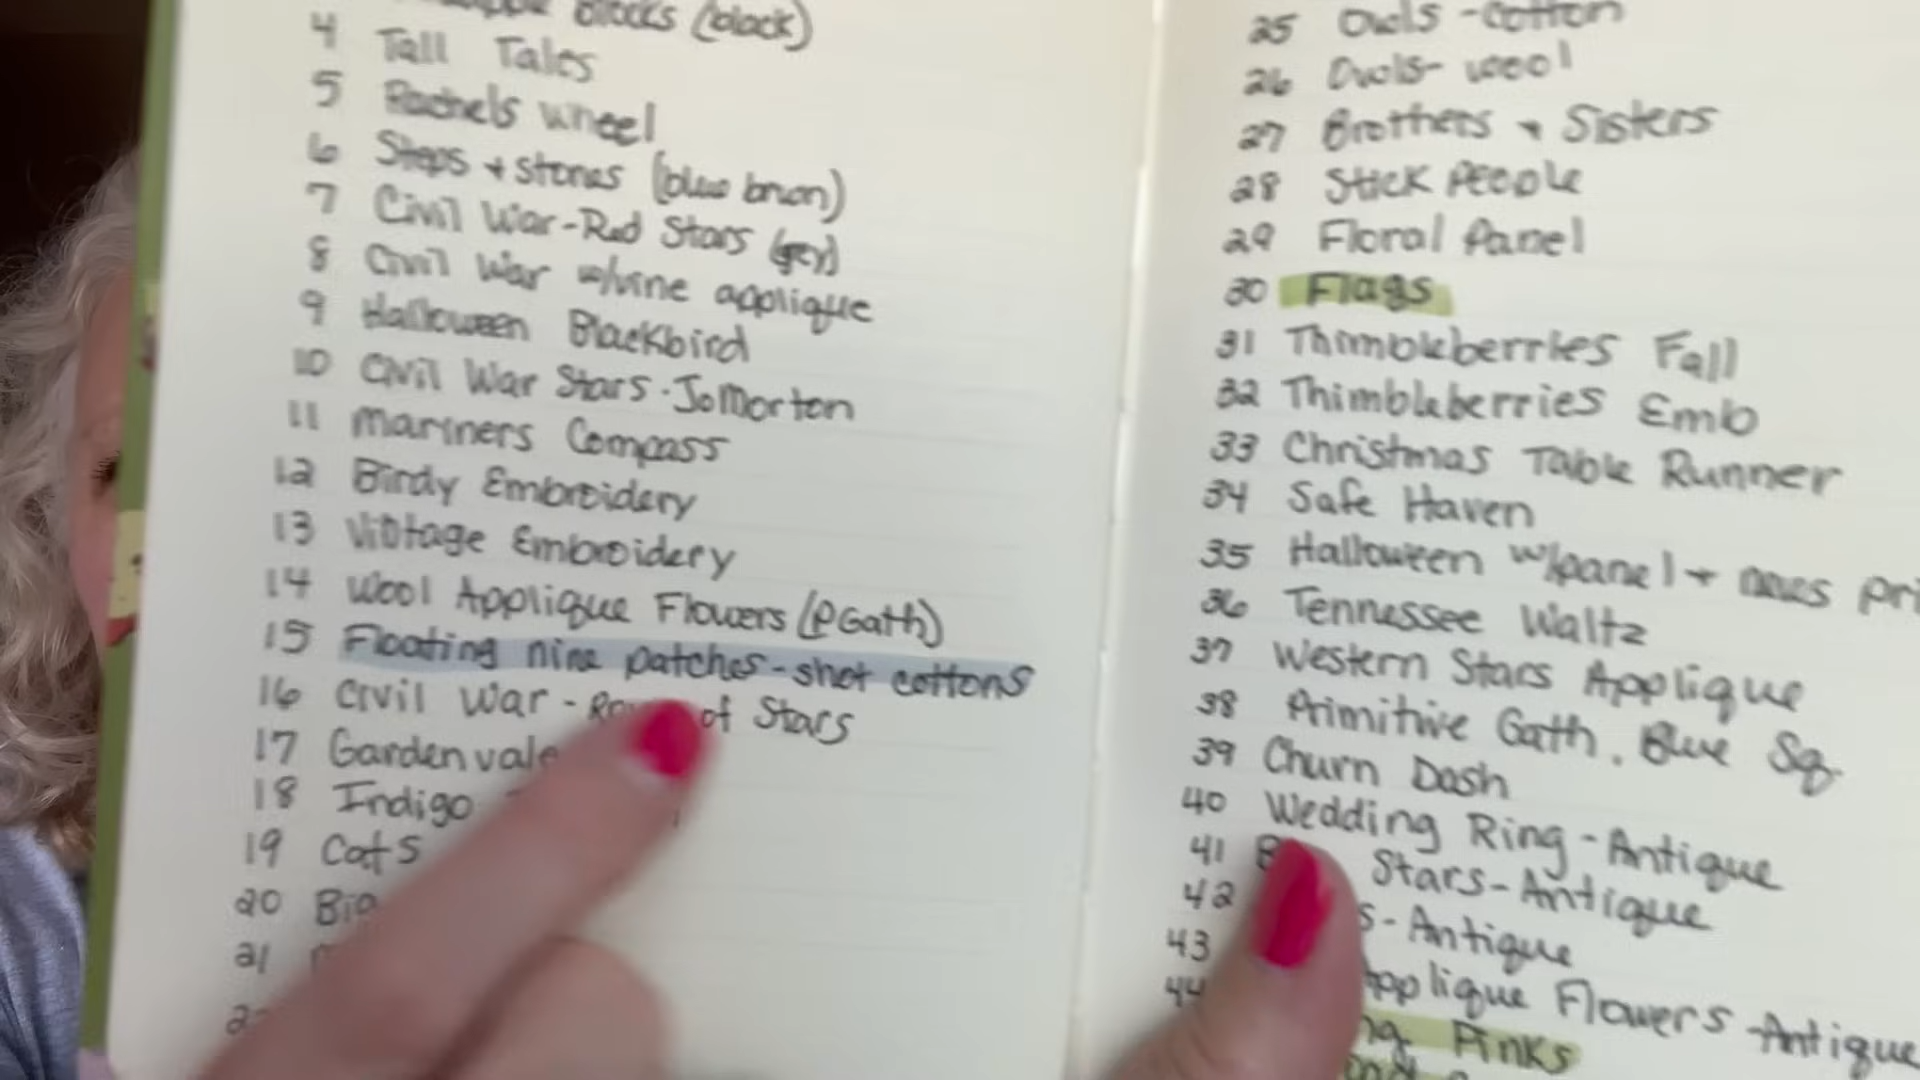 Blocks (black)
4 Tall Tales
5 Rachels Wheel
6 Steps + stones (blue brown)
7 Civil War-Red Stars (grey)
8 Civil War w/vine applique
9 Halloween Blackbird
10 Civil War Stars-JoMorton
11 Mariners Compass
12 Birdy Embroidery
13 Vintage Embroidery
14 Wool Applique Flowers (PGath)
15 Floating nine patches-shot cottons
16 Civil War - of Stars
17 Gardenvale
18 Indigo
19 Cats
20
21
25 Owls -cotton
26 Owls- wool
27 Brothers + Sisters
28 Stick People
29 Floral Panel
30 Flags
31 Thimbleberries Fall
32 Thimbleberries Emb
33 Christmas Table Runner
34 Safe Haven
35 Halloween w/panel +
36 Tennessee Waltz
37 Western Stars Applique
38 Primitive Gath. Blue Sq.
39 Churn Dash
40 Wedding Ring -Antique
41 Stars-Antique
42 -Antique
43 Applique Flowers -Antique
44 Pinks